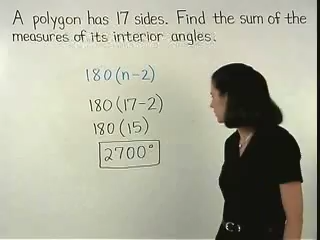 A polygon has 17 sides. Find the sum of the
measures of its interior angles.
180(n-2)
180(17-2)
180(15)
2700°